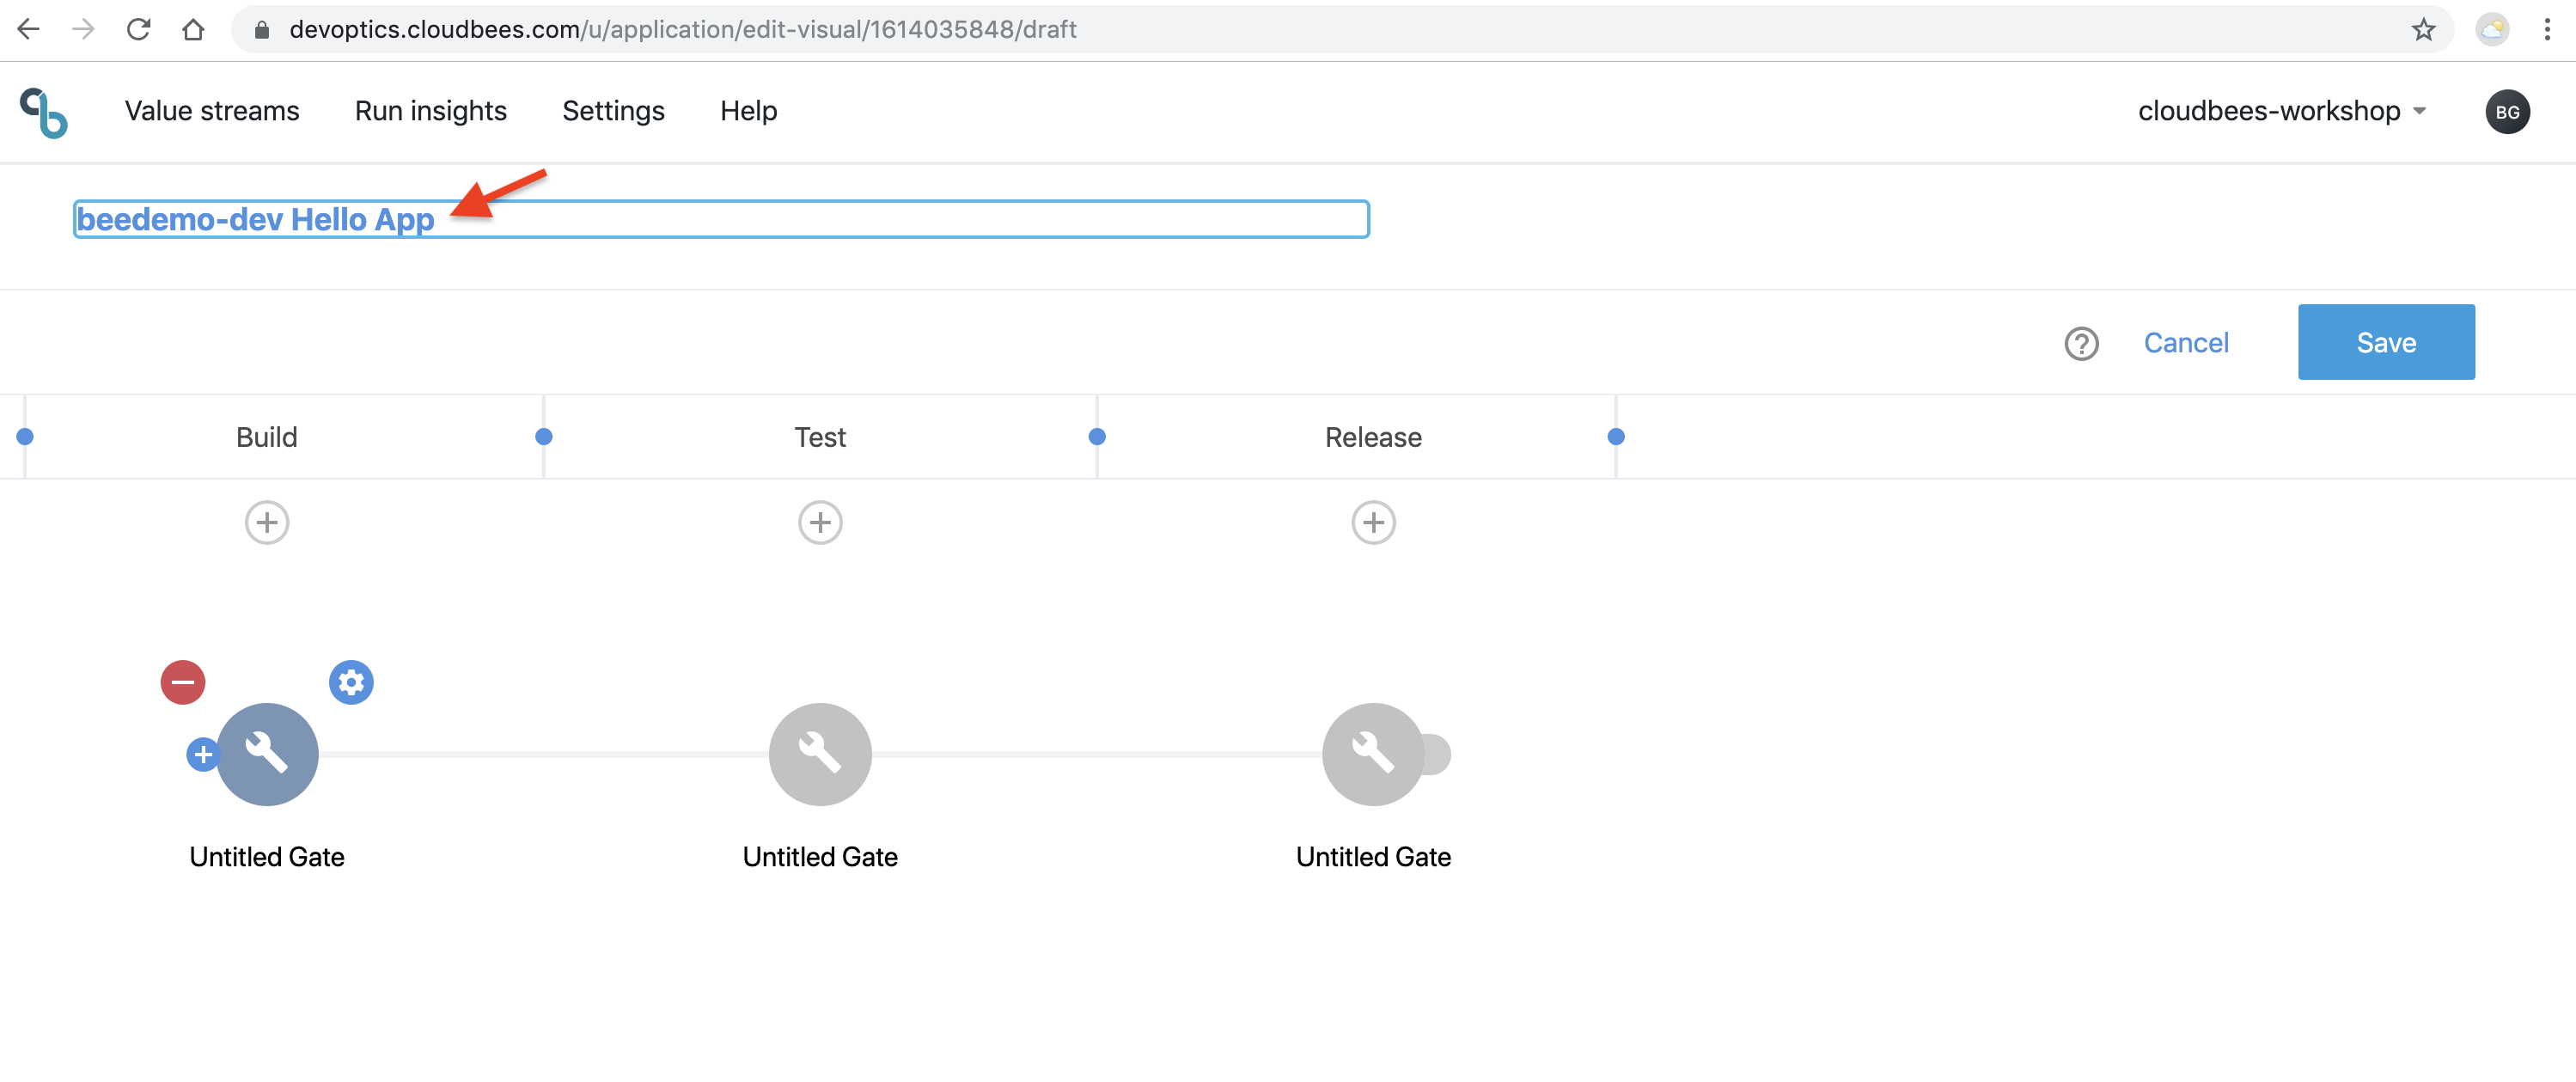 devoptics.cloudbees.com/u/application/edit-visual/1614035848/draft
Value streams Run insights Settings Help cloudbees-workshop BG
beedemo-dev Hello App
Cancel Save
Build Test Release
Untitled Gate Untitled Gate Untitled Gate